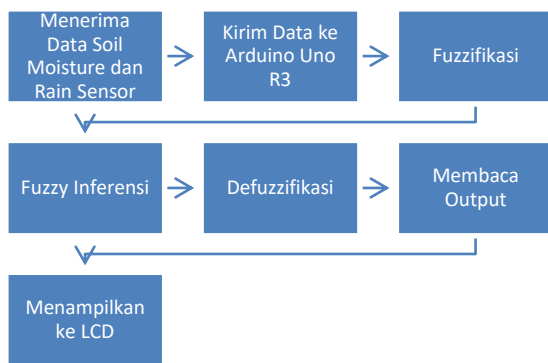 Menerima
Data Soil
Moisture dan
Rain Sensor
Kirim Data ke
Arduino Uno
R3
Fuzzifikasi
Fuzzy Inferensi
Defuzzifikasi
Membaca
Output
Menampilkan
ke LCD